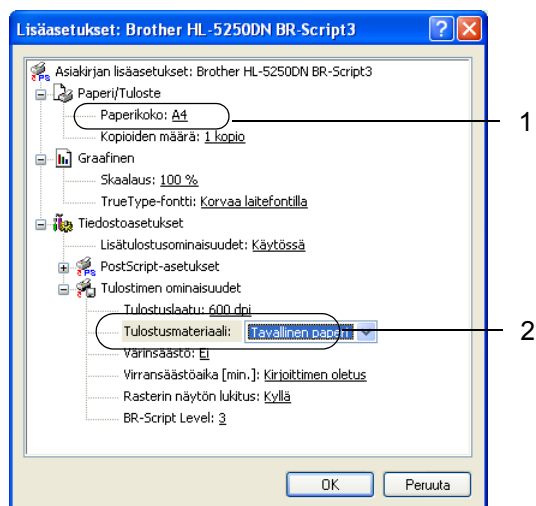 Lisäasetukset: Brother HL-5250DN BR-Script3
Asiakirjan lisäasetukset: Brother HL-5250DN BR-Script3
Paperi/Tuloste
Paperikoko: A4
1
Kopioiden määrä: 1 kopio
Graafinen
Skaalaus: 100 %
TrueType-fontti: Korvaa laitefontilla
Tiedostoasetukset
Lisätulostusominaisuudet: Käytössä
PostScript-asetukset
Tulostimen ominaisuudet
Tulostuslaatu: 600 dpi
Tulostusmateriaali: Tavallinen paperi
2
Värinsäästö: Ei
Virransäästöaika [min.]: Kirjoittimen oletus
Rasterin näytön lukitus: Kyllä
BR-Script Level: 3
OK Peruuta